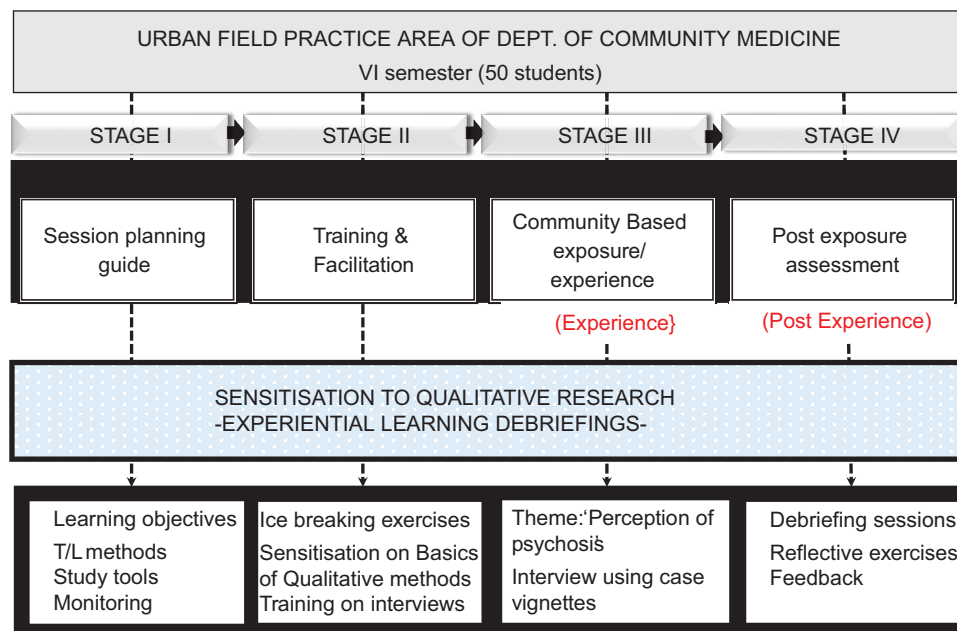 URBAN FIELD PRACTICE AREA OF DEPT. OF COMMUNITY MEDICINE
VI semester (50 students)
STAGE I
STAGE II
STAGE III
STAGE IV
Session planning
guide
Training &
Facilitation
Community Based
exposure/
experience
Post exposure
assessment
(Experience}
(Post Experience)
SENSITISATION TO QUALITATIVE RESEARCH
-EXPERIENTIAL LEARNING DEBRIEFINGS-
Learning objectives
T/L methods
Study tools
Monitoring
Ice breaking exercises
Sensitisation on Basics
of Qualitative methods
Training on interviews
Theme:‘Perception of
psychosis’
Interview using case
vignettes
Debriefing sessions
Reflective exercises
Feedback